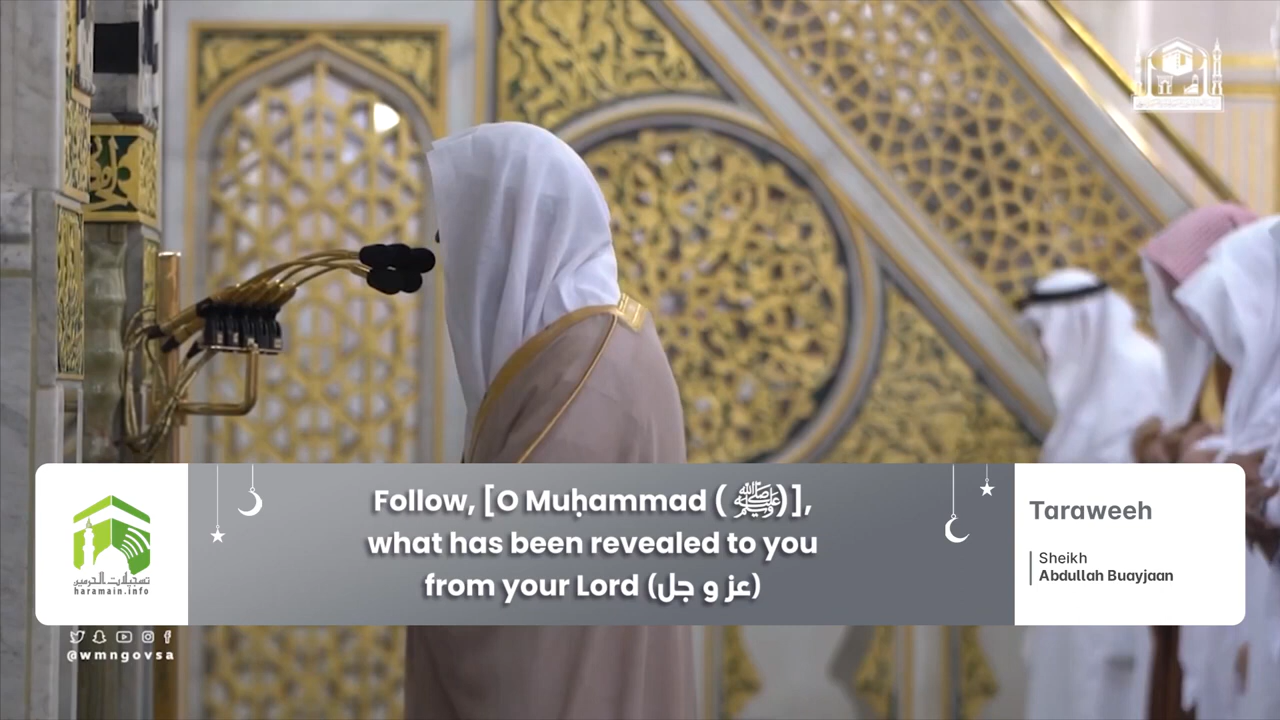 Follow, [O Muḥammad (ﷺ)],
what has been revealed to you
from your Lord (عز و جل)
Taraweeh
Sheikh
Abdullah Buayjaan
تسجيلات الحرمين
haramain.info
@wmngovsa